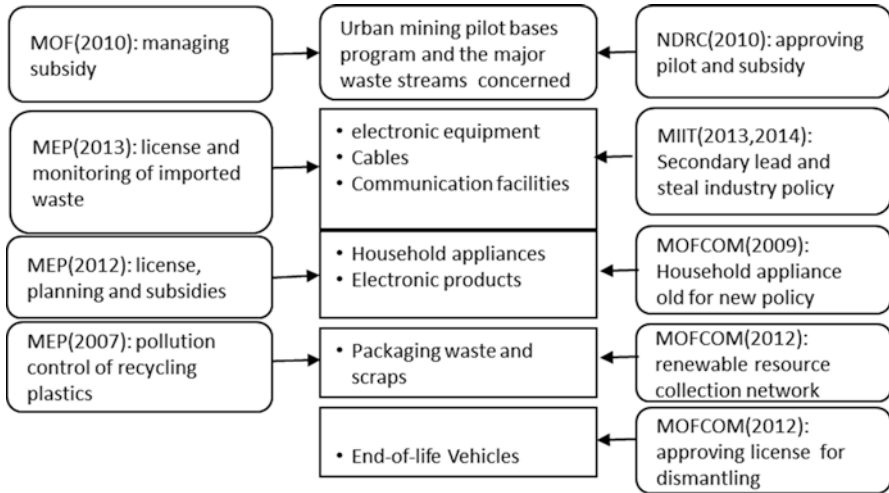 MOF(2010): managing
subsidy
Urban mining pilot bases
program and the major
waste streams concerned
NDRC(2010): approving
pilot and subsidy
MEP(2013): license and
monitoring of imported
waste
• electronic equipment
• Cables
• Communication facilities
MIIT(2013,2014):
Secondary lead and
steal industry policy
MEP(2012): license,
planning and subsidies
• Household appliances
• Electronic products
MOFCOM(2009):
Household appliance
old for new policy
MEP(2007): pollution
control of recycling
plastics
• Packaging waste and
scraps
MOFCOM(2012):
renewable resource
collection network
• End-of-life Vehicles
MOFCOM(2012):
approving license for
dismantling